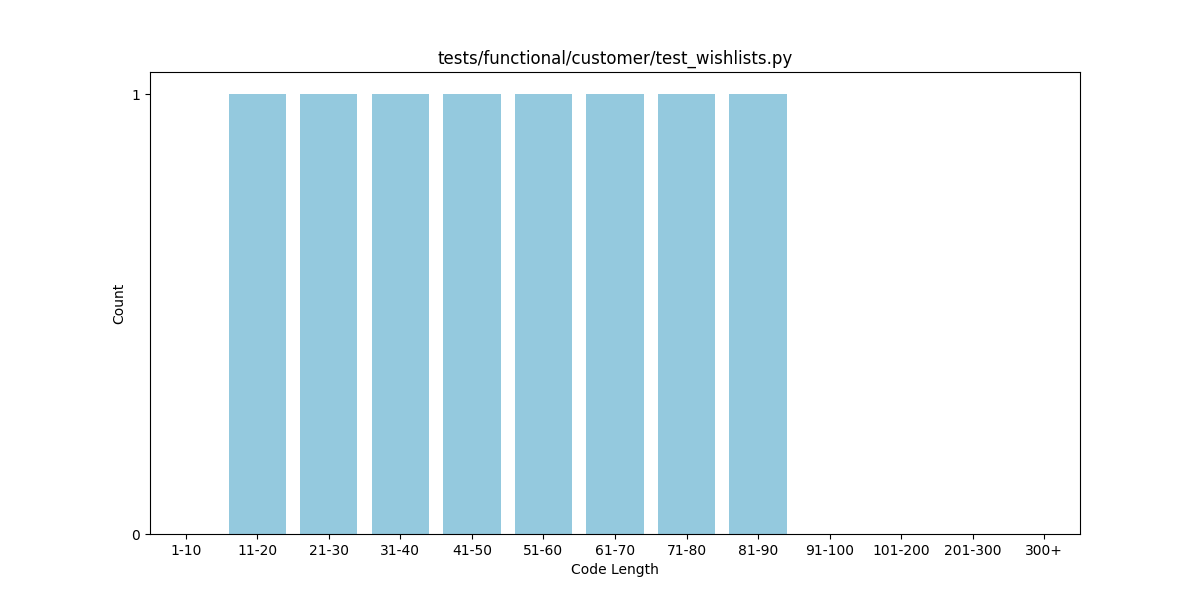 tests/functional/customer/test_wishlists.py
1
Count
0
1-10 11-20 21-30 31-40 41-50 51-60 61-70 71-80 81-90 91-100 101-200 201-300 300+
Code Length